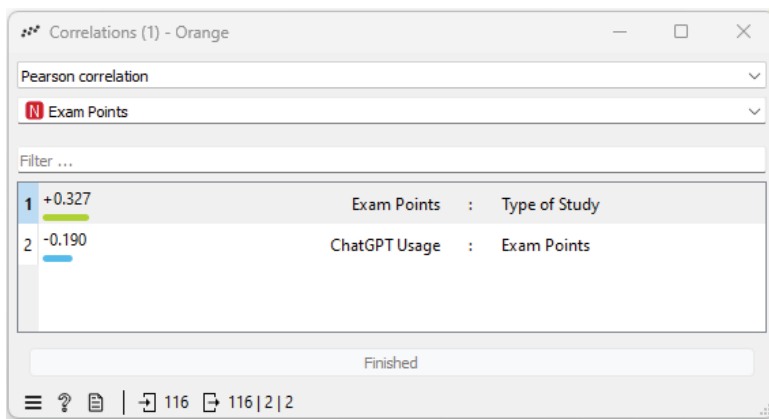 Correlations (1) - Orange
Pearson correlation
N Exam Points
Filter ...
1 +0.327 Exam Points : Type of Study
2 -0.190 ChatGPT Usage : Exam Points
Finished
? 116 116 | 2 | 2